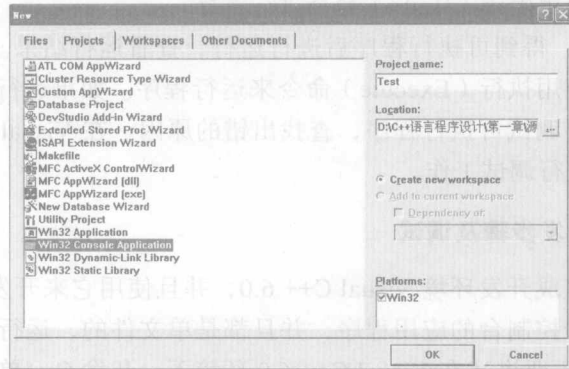 New
Files
Projects
Workspaces
Other Documents
ATL COM AppWizard
Cluster Resource Type Wizard
Custom AppWizard
Database Project
DevStudio Add-in Wizard
Extended Stored Proc Wizard
ISAPI Extension Wizard
Makefile
MFC ActiveX ControlWizard
MFC AppWizard (dll)
MFC AppWizard (exe)
New Database Wizard
Utility Project
Win32 Application
Win32 Console Application
Win32 Dynamic-Link Library
Win32 Static Library
Project name:
Test
Location:
D:\C++语言程序设计\第一章\源
...
Create new workspace
Add to current workspace
Dependency of:
Platforms:
Win32
OK
Cancel